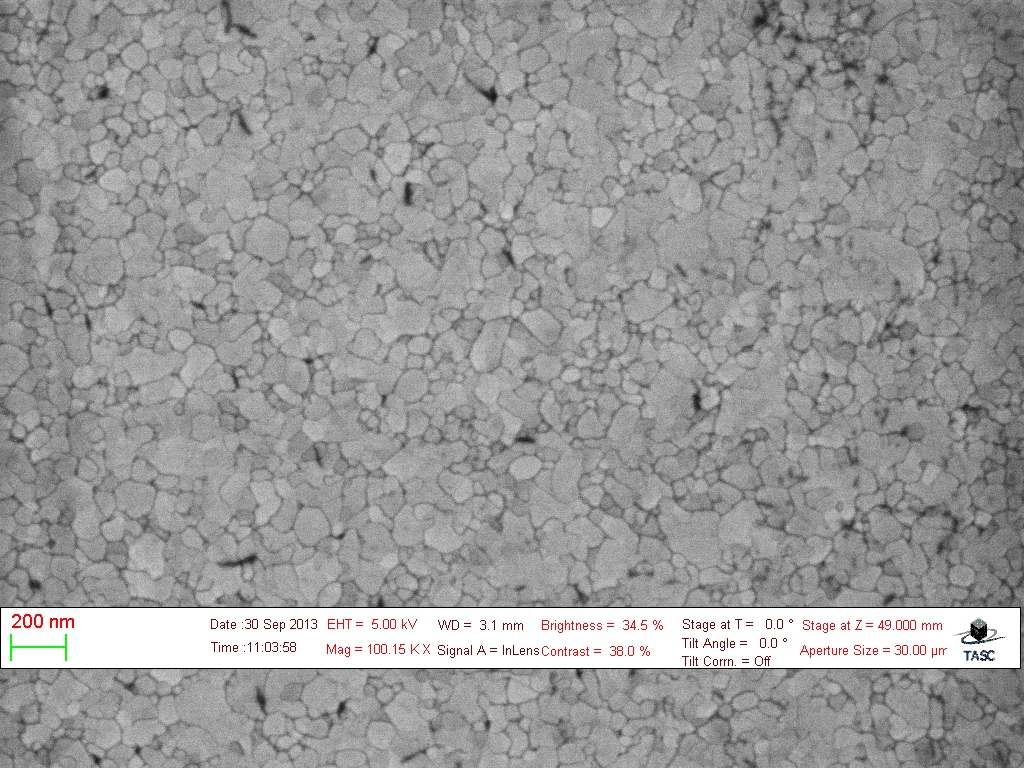 200 nm
Date :30 Sep 2013 EHT = 5.00 kV WD = 3.1 mm Brightness = 34.5 % Stage at T = 0.0 ° Stage at Z = 49.000 mm
Time :11:03:58 Mag = 100.15 K X Signal A = InLens Contrast = 38.0 % Tilt Angle = 0.0 ° Aperture Size = 30.00 µm
Tilt Corrn. = Off
TASC